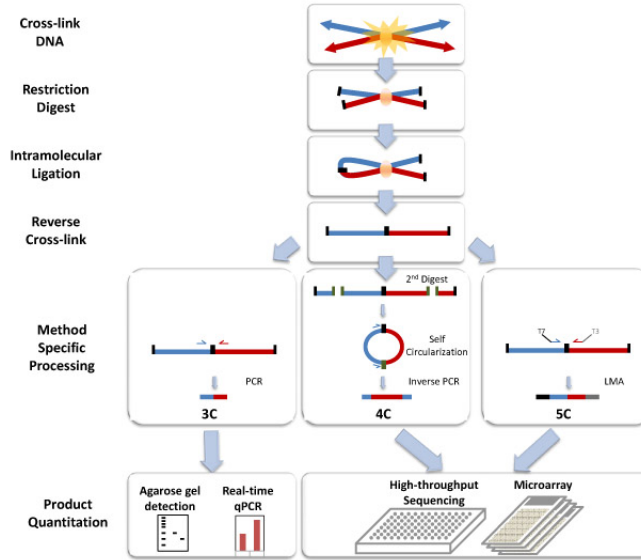 Cross-link
DNA
Restriction
Digest
Intramolecular
Ligation
Reverse
Cross-link
Method
Specific
Processing
PCR
3C
2nd Digest
Self
Circularization
Inverse PCR
4C
T7
T3
LMA
5C
Product
Quantitation
Agarose gel
detection
Real-time
qPCR
High-throughput
Sequencing
Microarray